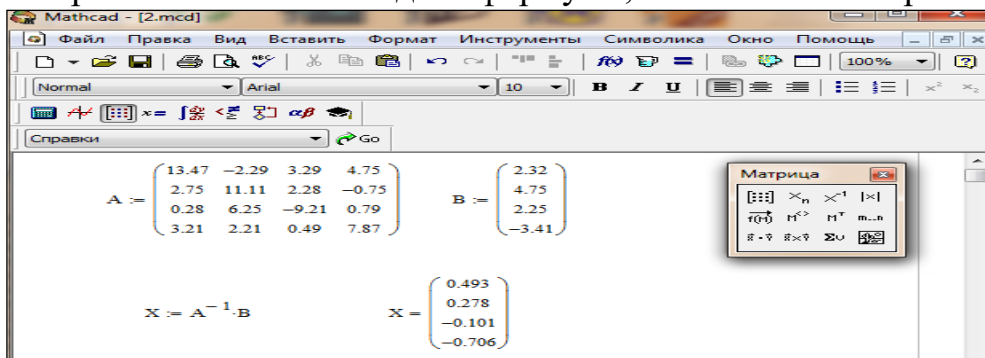 Mathcad - [2.mcd]
Файл Правка Вид Вставить Формат Инструменты Символика Окно Помощь
100%
Normal Arial 10 B I U
Справки Go
A := ( 13.47 −2.29 3.29 4.75
2.75 11.11 2.28 −0.75
0.28 6.25 −9.21 0.79
3.21 2.21 0.49 7.87 )
B := ( 2.32
4.75
2.25
−3.41 )
Матрица
[:::] ×n ×⁻¹ |×|
f(M) M<> Mᵀ m..n
Συ
X := A⁻¹·B
X = ( 0.493
0.278
−0.101
−0.706 )